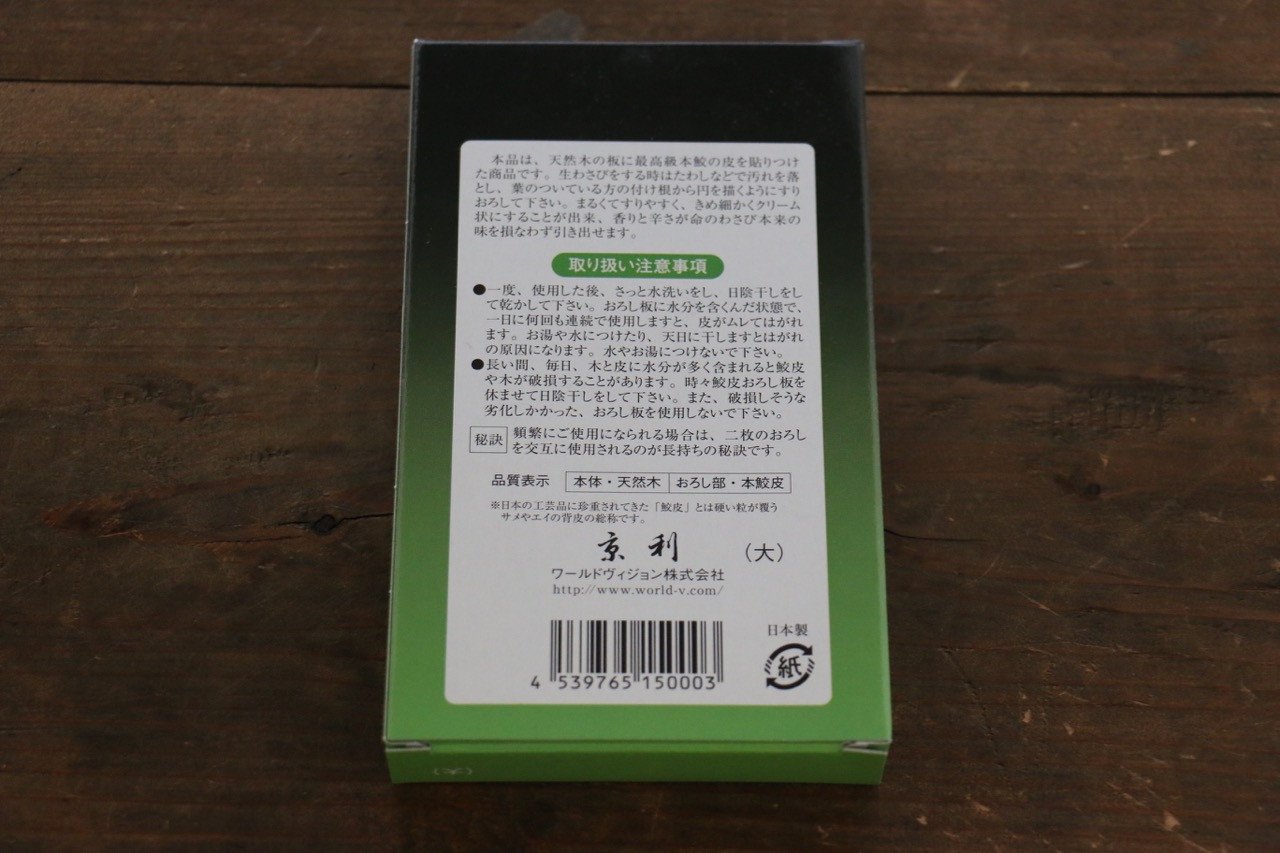 本品は、天然木の板に最高級本鮫の皮を貼りつけ
た商品です。生わさびをする時はたわしなどで汚れを落
とし、葉のついている方の付け根から円を描くようにすり
おろして下さい。まるくてすりやすく、きめ細かくクリーム
状にすることが出来、香りと辛さが命のわさび本来の
味を損なわず引き出せます。
取り扱い注意事項
●一度、使用した後、さっと水洗いをし、日陰干しをし
て乾かして下さい。おろし板に水分を含くんだ状態で、
一日に何回も連続で使用しますと、皮がムレてはがれ
ます。お湯や水につけたり、天日に干しますとはがれ
の原因になります。水やお湯につけないで下さい。
●長い間、毎日、木と皮に水分が多く含まれると鮫皮
や木が破損することがあります。時々鮫皮おろし板を
休ませて日陰干しをして下さい。また、破損しそうな
劣化しかかった、おろし板を使用しないで下さい。
秘訣 頻繁にご使用になられる場合は、二枚のおろし
を交互に使用されるのが長持ちの秘訣です。
品質表示 本体・天然木 おろし部・本鮫皮
※日本の工芸品に珍重されてきた「鮫皮」とは硬い粒が覆う
サメやエイの背皮の総称です。
京利 （大）
ワールドヴィジョン株式会社
http://www.world-v.com/
日本製
紙
4 539765 150003
（大）